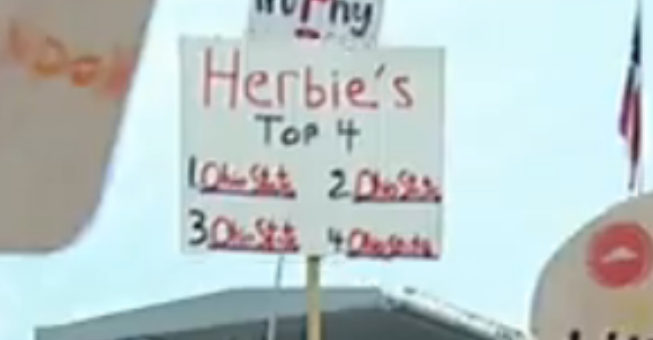 Herbie's
Top 4
1 Ohio State 2 Ohio State
3 Ohio State 4 Ohio State